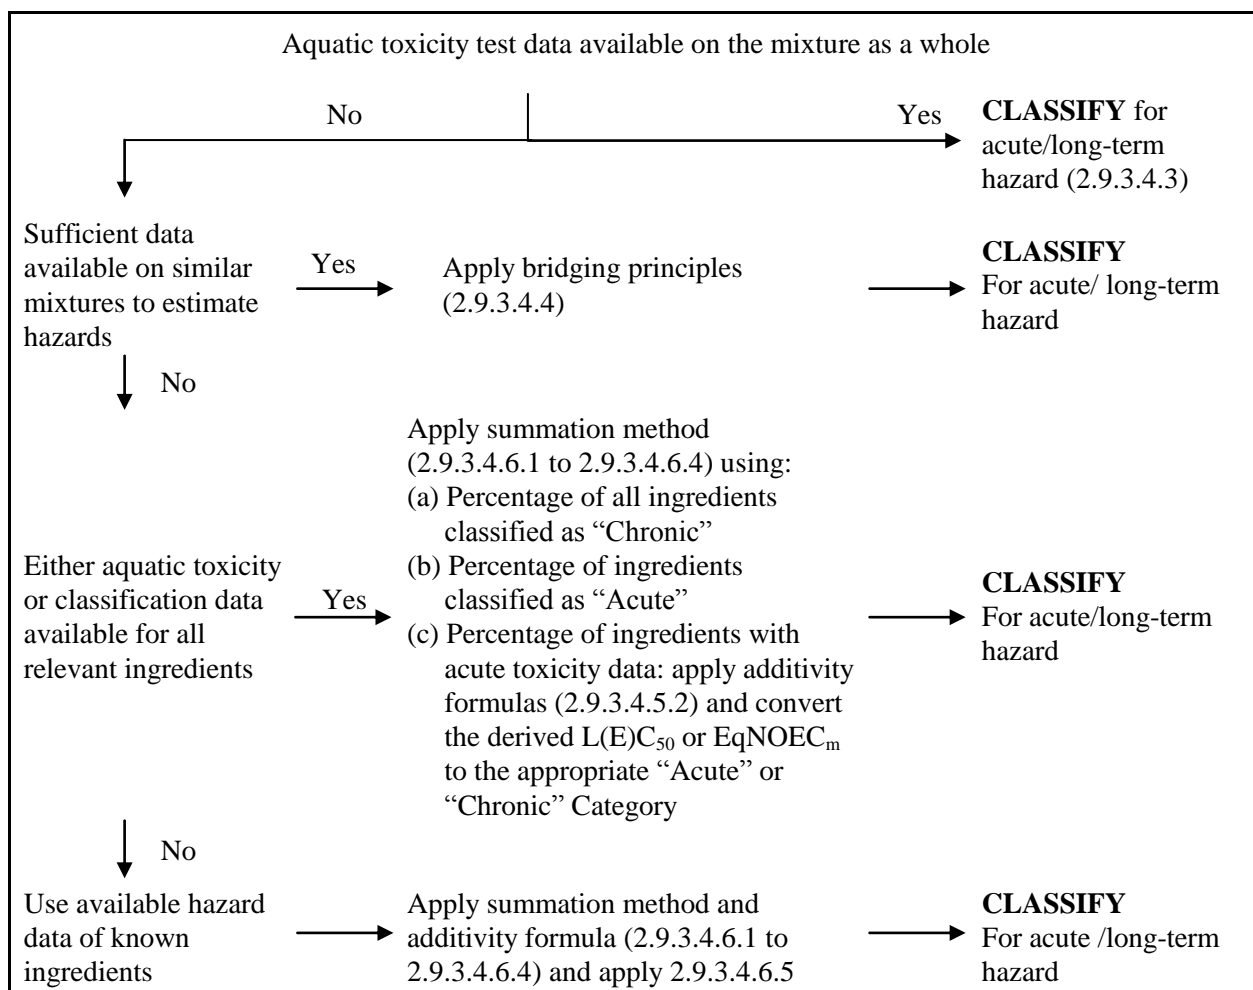 Aquatic toxicity test data available on the mixture as a whole
No
Yes
CLASSIFY for
acute/long-term
hazard (2.9.3.4.3)
Sufficient data
available on similar
mixtures to estimate
hazards
Yes
Apply bridging principles
(2.9.3.4.4)
CLASSIFY
For acute/ long-term
hazard
No
Either aquatic toxicity
or classification data
available for all
relevant ingredients
Yes
Apply summation method
(2.9.3.4.6.1 to 2.9.3.4.6.4) using:
(a) Percentage of all ingredients
classified as “Chronic”
(b) Percentage of ingredients
classified as “Acute”
(c) Percentage of ingredients with
acute toxicity data: apply additivity
formulas (2.9.3.4.5.2) and convert
the derived L(E)C₅₀ or EqNOECₘ
to the appropriate “Acute” or
“Chronic” Category
CLASSIFY
For acute/long-term
hazard
No
Use available hazard
data of known
ingredients
Apply summation method and
additivity formula (2.9.3.4.6.1 to
2.9.3.4.6.4) and apply 2.9.3.4.6.5
CLASSIFY
For acute /long-term
hazard